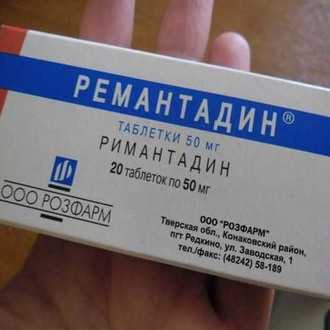 РЕМАНТАДИН®
ТАБЛЕТКИ 50 МГ
РИМАНТАДИН
20 таблеток по 50 мг
ООО РОЗФАРМ
ООО "РОЗФАРМ"
Тверская обл., Конаковский район,
пгт Редкино, ул. Заводская, 1
тел./факс: (48242) 58-189